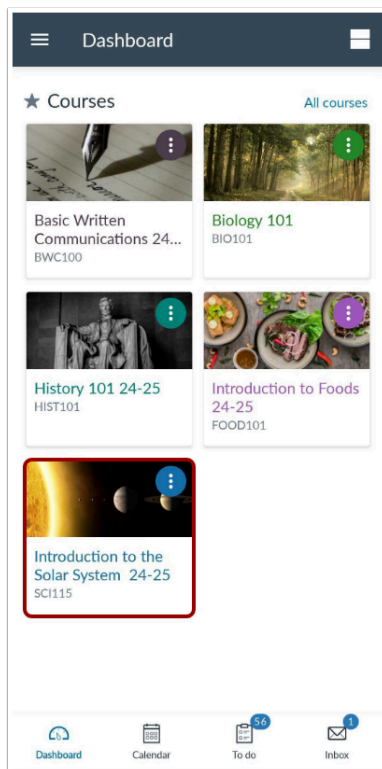 Dashboard
Courses
All courses
Basic Written
Communications 24...
BWC100
Biology 101
BIO101
History 101 24-25
HIST101
Introduction to Foods
24-25
FOOD101
Introduction to the
Solar System 24-25
SCI115
56
1
Dashboard
Calendar
To do
Inbox